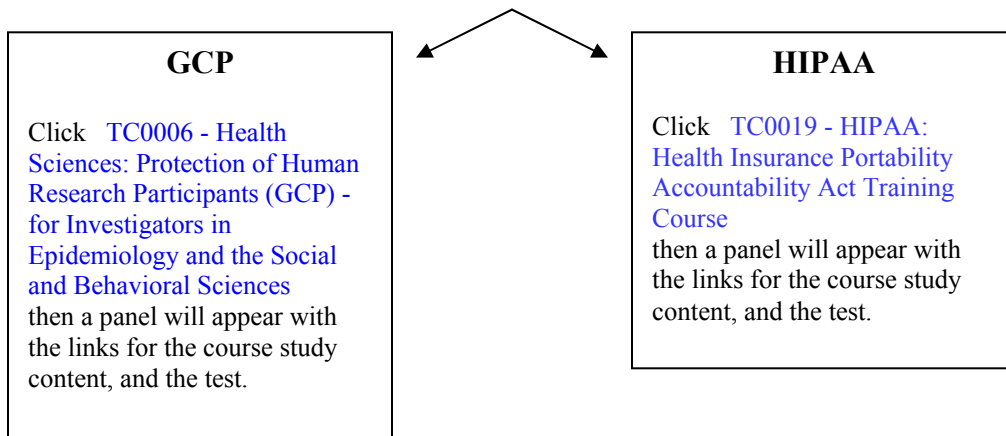 GCP
Click TC0006 - Health
Sciences: Protection of Human
Research Participants (GCP) -
for Investigators in
Epidemiology and the Social
and Behavioral Sciences
then a panel will appear with
the links for the course study
content, and the test.
HIPAA
Click TC0019 - HIPAA:
Health Insurance Portability
Accountability Act Training
Course
then a panel will appear with
the links for the course study
content, and the test.